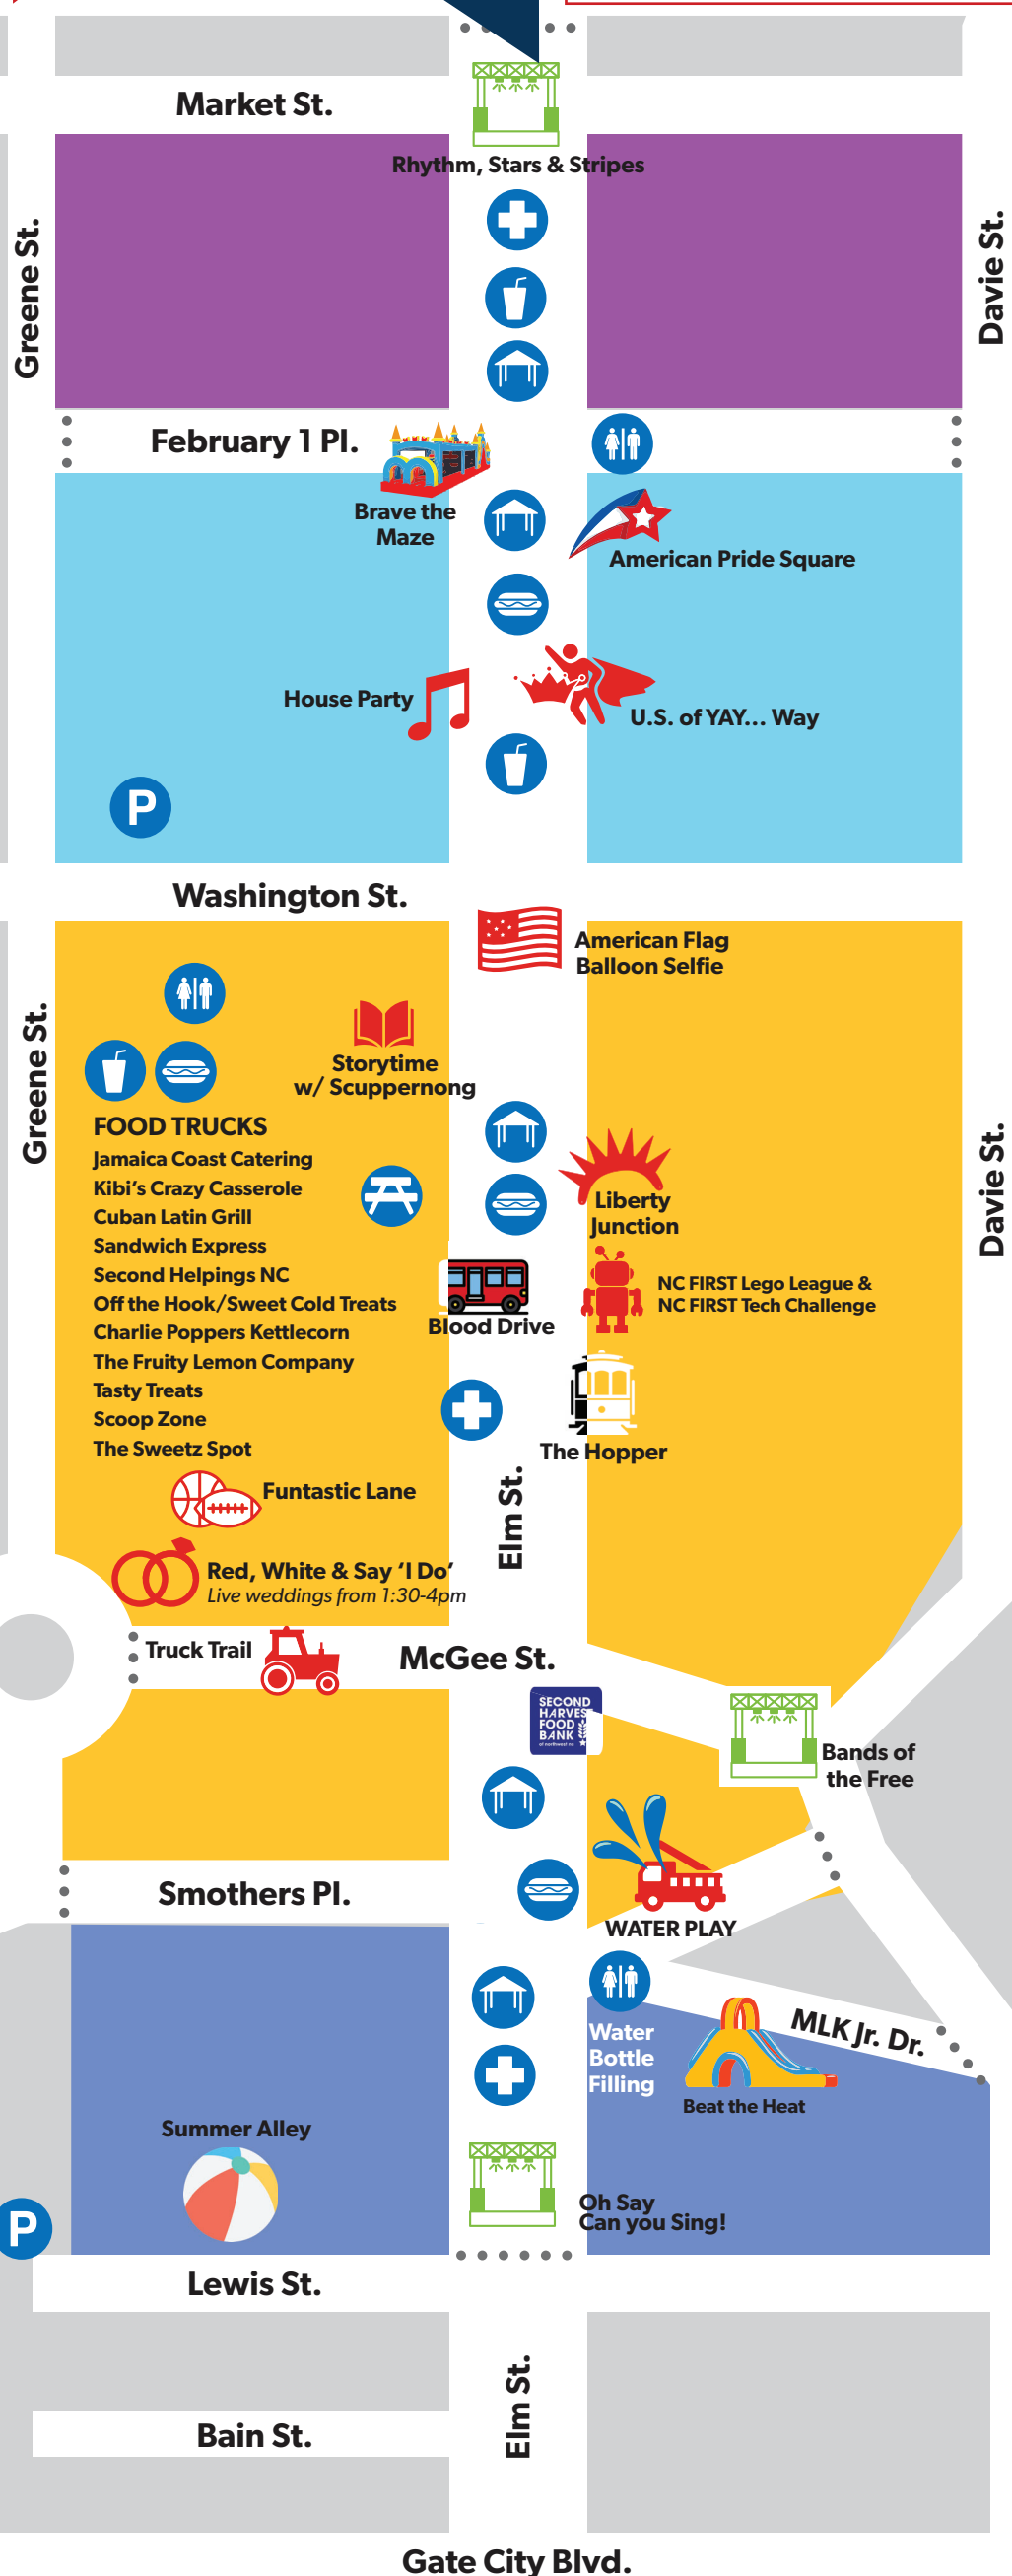 Market St.
Rhythm, Stars & Stripes
Greene St.
Davie St.
February 1 Pl.
Brave the
Maze
American Pride Square
House Party
U.S. of YAY... Way
P
Washington St.
American Flag
Balloon Selfie
Greene St.
Storytime
w/ Scuppernong
FOOD TRUCKS
Jamaica Coast Catering
Kibi's Crazy Casserole
Cuban Latin Grill
Sandwich Express
Second Helpings NC
Off the Hook/Sweet Cold Treats
Charlie Poppers Kettlecorn
The Fruity Lemon Company
Tasty Treats
Scoop Zone
The Sweetz Spot
Liberty
Junction
Davie St.
NC FIRST Lego League &
NC FIRST Tech Challenge
Blood Drive
The Hopper
Elm St.
Funtastic Lane
Red, White & Say 'I Do'
Live weddings from 1:30-4pm
Truck Trail
McGee St.
SECOND
HARVEST
FOOD
BANK
of northwest nc
Bands of
the Free
Smothers Pl.
WATER PLAY
Water
Bottle
Filling
MLK Jr. Dr.
Beat the Heat
Summer Alley
Oh Say
Can you Sing!
P
Lewis St.
Elm St.
Bain St.
Gate City Blvd.